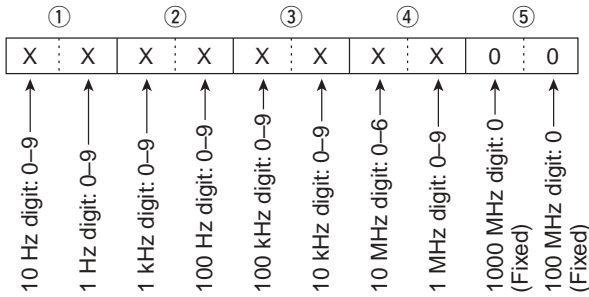 ① ② ③ ④ ⑤
X X X X X X X X 0 0
10 Hz digit: 0–9
1 Hz digit: 0–9
1 kHz digit: 0–9
100 Hz digit: 0–9
100 kHz digit: 0–9
10 kHz digit: 0–9
10 MHz digit: 0–6
1 MHz digit: 0–9
1000 MHz digit: 0
(Fixed)
100 MHz digit: 0
(Fixed)